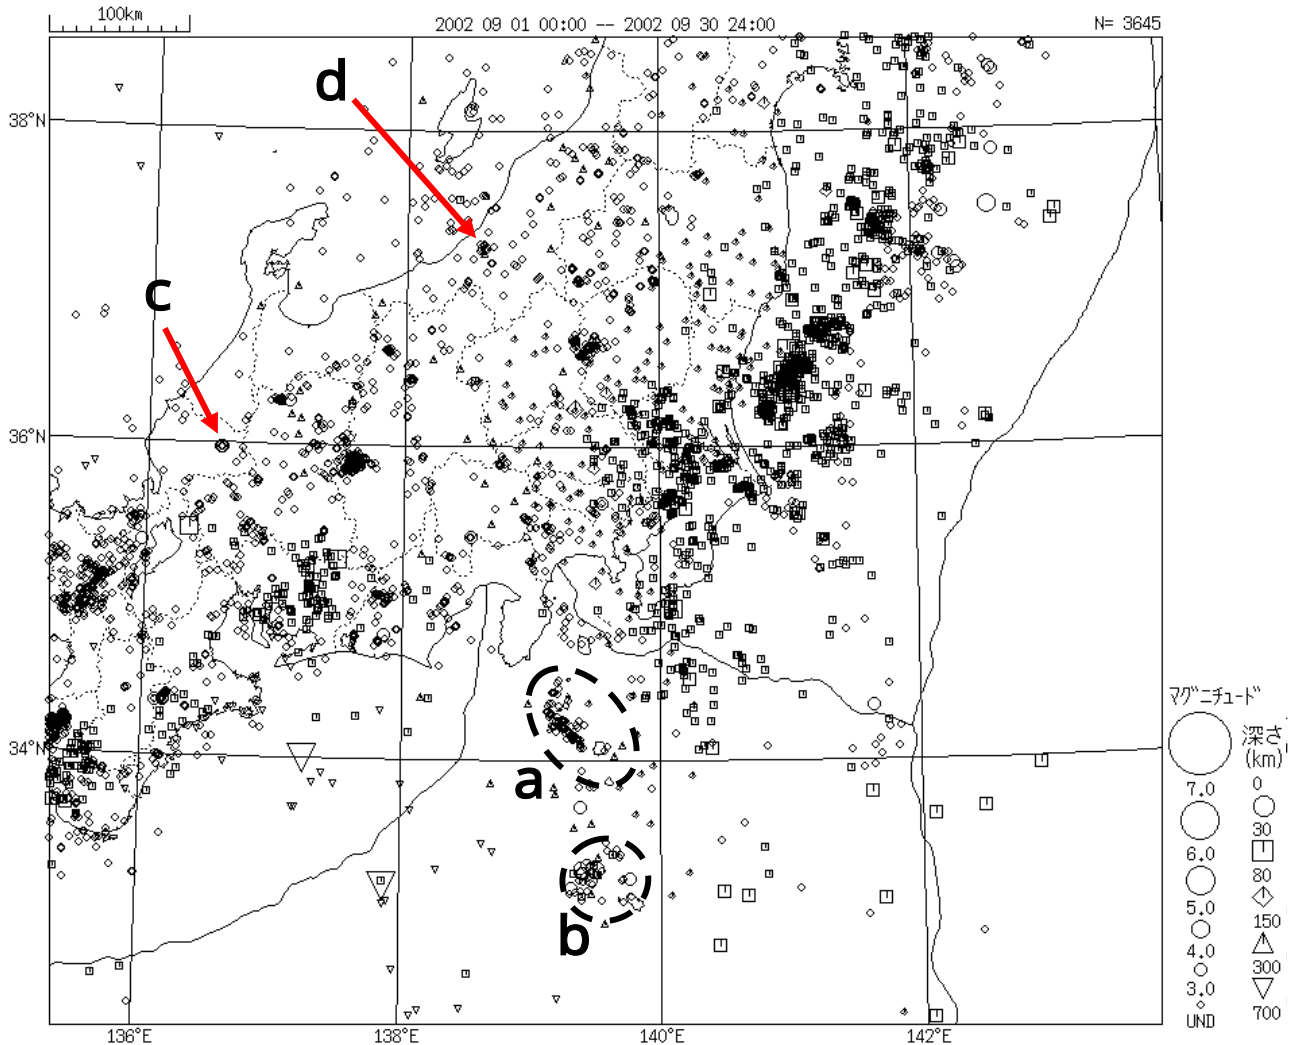 100km
2002 09 01 00:00 -- 2002 09 30 24:00
N= 3645
d
38°N
c
36°N
a
34°N
b
ﾏｸﾞﾆﾁｭｰﾄﾞ
7.0
6.0
5.0
4.0
3.0
UND
深さ
(km)
0
30
80
150
300
700
136°E
138°E
140°E
142°E